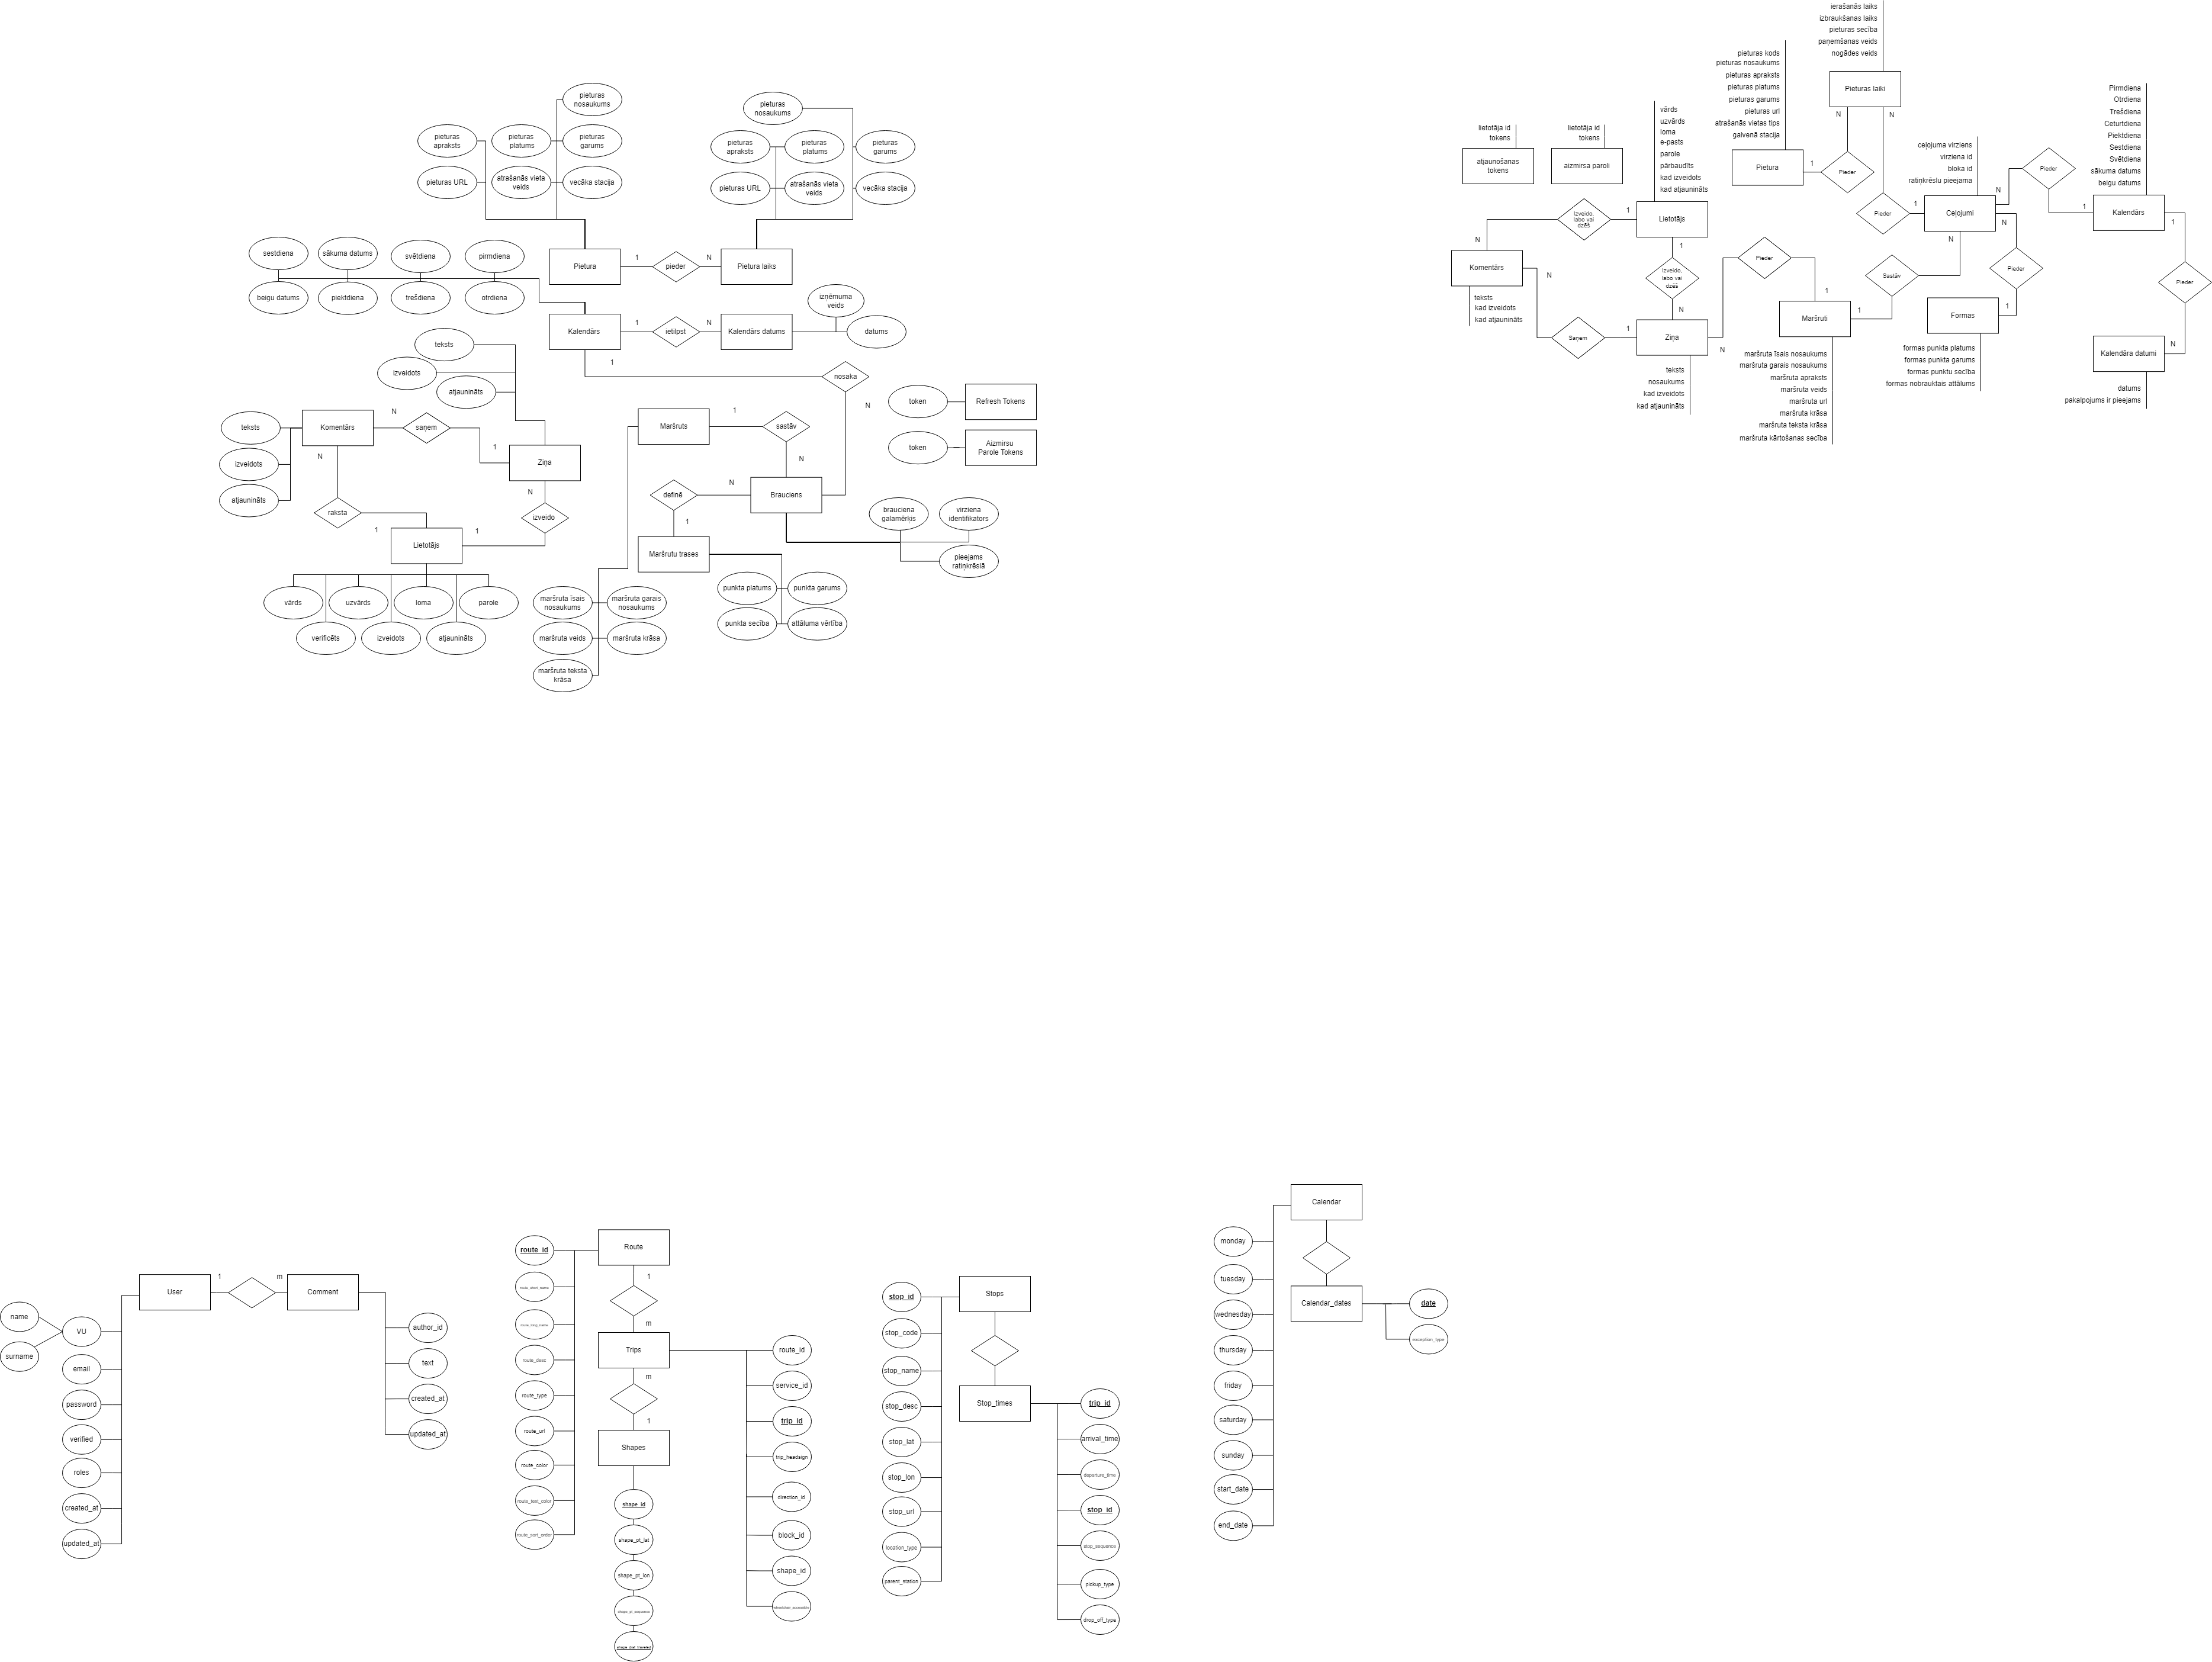 pieturas
nosaukums
pieturas
apraksts
pieturas
platums
pieturas
garums
pieturas URL
atrašanās vieta
veids
vecāka stacija
pieturas
nosaukums
pieturas
apraksts
pieturas
platums
pieturas
garums
pieturas URL
atrašanās vieta
veids
vecāka stacija
Pietura
1
pieder
N
Pietura laiks
sestdiena
sākuma datums
svētdiena
pirmdiena
beigu datums
piektdiena
trešdiena
otrdiena
Kalendārs
1
ietilpst
N
Kalendārs datums
izņēmuma
veids
datums
1
nosaka
N
teksts
izveidots
atjaunināts
teksts
izveidots
atjaunināts
Komentārs
N
saņem
1
Ziņa
N
raksta
1
N
izveido
1
Lietotājs
vārds
uzvārds
loma
parole
verificēts
izveidots
atjaunināts
Maršruts
1
sastāv
N
definē
N
Brauciens
1
Maršrutu trases
token
Refresh Tokens
token
Aizmirsu
Parole Tokens
brauciena
galamērķis
virziena
identifikators
pieejams
ratiņkrēslā
punkta platums
punkta garums
punkta secība
attāluma vērtība
maršruta īsais
nosaukums
maršruta garais
nosaukums
maršruta veids
maršruta krāsa
maršruta teksta
krāsa
lietotāja id
tokens
atjaunošanas
tokens
lietotāja id
tokens
aizmirsa paroli
vārds
uzvārds
loma
e-pasts
parole
pārbaudīts
kad izveidots
kad atjaunināts
Izveido,
labo vai
dzēš
1
Lietotājs
N
Komentārs
N
teksts
kad izveidots
kad atjaunināts
1
Izveido,
labo vai
dzēš
N
Saņem
1
Ziņa
N
teksts
nosaukums
kad izveidots
kad atjaunināts
pieturas kods
pieturas nosaukums
pieturas apraksts
pieturas platums
pieturas garums
pieturas url
atrašanās vietas tips
galvenā stacija
Pietura
1
Pieder
ierašanās laiks
izbraukšanas laiks
pieturas secība
paņemšanas veids
nogādes veids
Pieturas laiki
N
N
Pieder
1
ceļojuma virziens
virziena id
bloka id
ratiņkrēslu pieejama
Ceļojumi
N
N
N
Pieder
1
Pieder
1
Sastāv
1
Pieder
1
Maršruti
maršruta īsais nosaukums
maršruta garais nosaukums
maršruta apraksts
maršruta veids
maršruta url
maršruta krāsa
maršruta teksta krāsa
maršruta kārtošanas secība
Formas
formas punkta platums
formas punkta garums
formas punktu secība
formas nobrauktais attālums
Pirmdiena
Otrdiena
Trešdiena
Ceturtdiena
Piektdiena
Sestdiena
Svētdiena
sākuma datums
beigu datums
Kalendārs
1
Pieder
N
Kalendāra datumi
datums
pakalpojums ir pieejams
User
1
m
Comment
name
surname
VU
email
password
verified
roles
created_at
updated_at
author_id
text
created_at
updated_at
Route
1
m
Trips
m
1
Shapes
route_id
route_short_name
route_long_name
route_desc
route_type
route_url
route_color
route_text_color
route_sort_order
shape_id
shape_pt_lat
shape_pt_lon
shape_pt_sequence
shape_dist_traveled
route_id
service_id
trip_id
trip_headsign
direction_id
block_id
shape_id
wheelchair_accessible
Stops
Stop_times
stop_id
stop_code
stop_name
stop_desc
stop_lat
stop_lon
stop_url
location_type
parent_station
trip_id
arrival_time
departure_time
stop_id
stop_sequence
pickup_type
drop_off_type
Calendar
Calendar_dates
date
exception_type
monday
tuesday
wednesday
thursday
friday
saturday
sunday
start_date
end_date